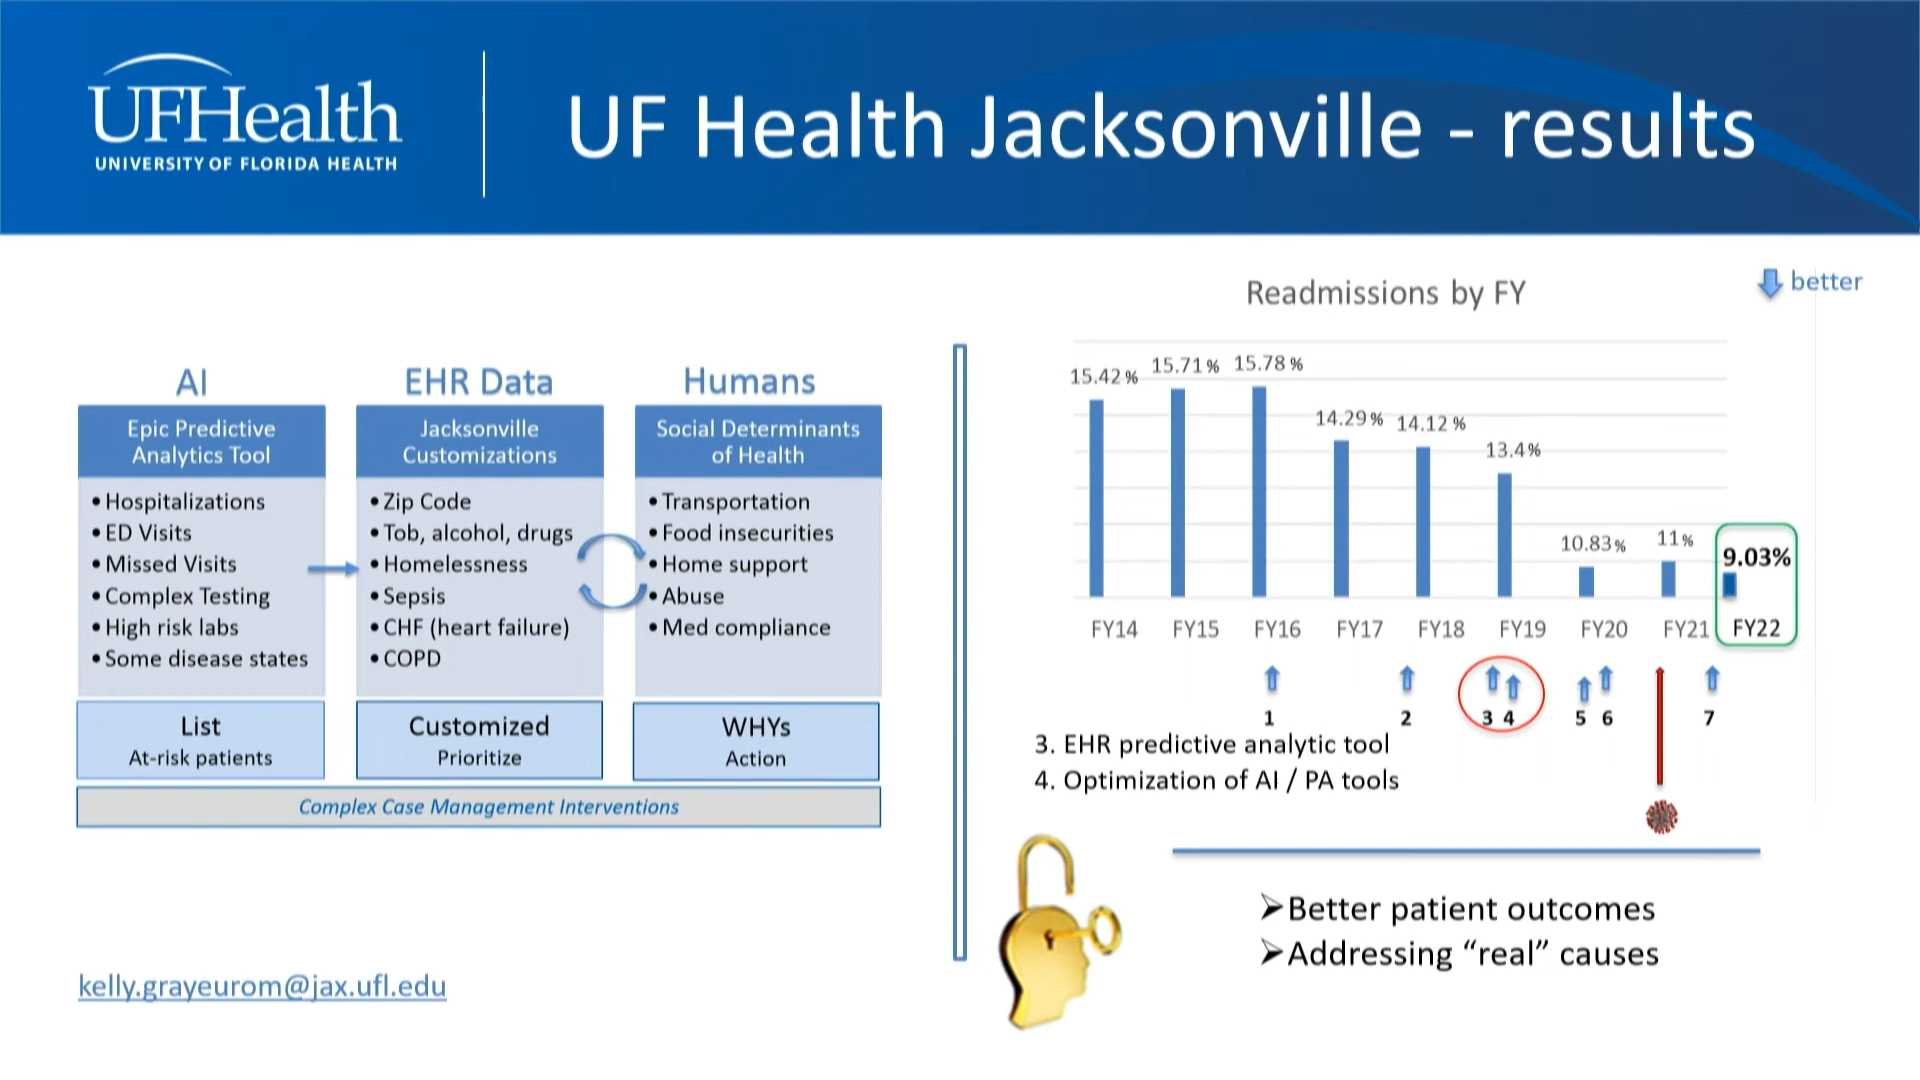 UFHealth
UNIVERSITY OF FLORIDA HEALTH
UF Health Jacksonville - results
AI
Epic Predictive
Analytics Tool
• Hospitalizations
• ED Visits
• Missed Visits
• Complex Testing
• High risk labs
• Some disease states
List
At-risk patients
EHR Data
Jacksonville
Customizations
• Zip Code
• Tob, alcohol, drugs
• Homelessness
• Sepsis
• CHF (heart failure)
• COPD
Customized
Prioritize
Humans
Social Determinants
of Health
• Transportation
• Food insecurities
• Home support
• Abuse
• Med compliance
WHYs
Action
Complex Case Management Interventions
kelly.grayeurom@jax.ufl.edu
Readmissions by FY
better
15.42% 15.71% 15.78% 14.29% 14.12% 13.4% 10.83% 11% 9.03%
FY14 FY15 FY16 FY17 FY18 FY19 FY20 FY21 FY22
1 2 3 4 5 6 7
3. EHR predictive analytic tool
4. Optimization of AI / PA tools
➢Better patient outcomes
➢Addressing “real” causes